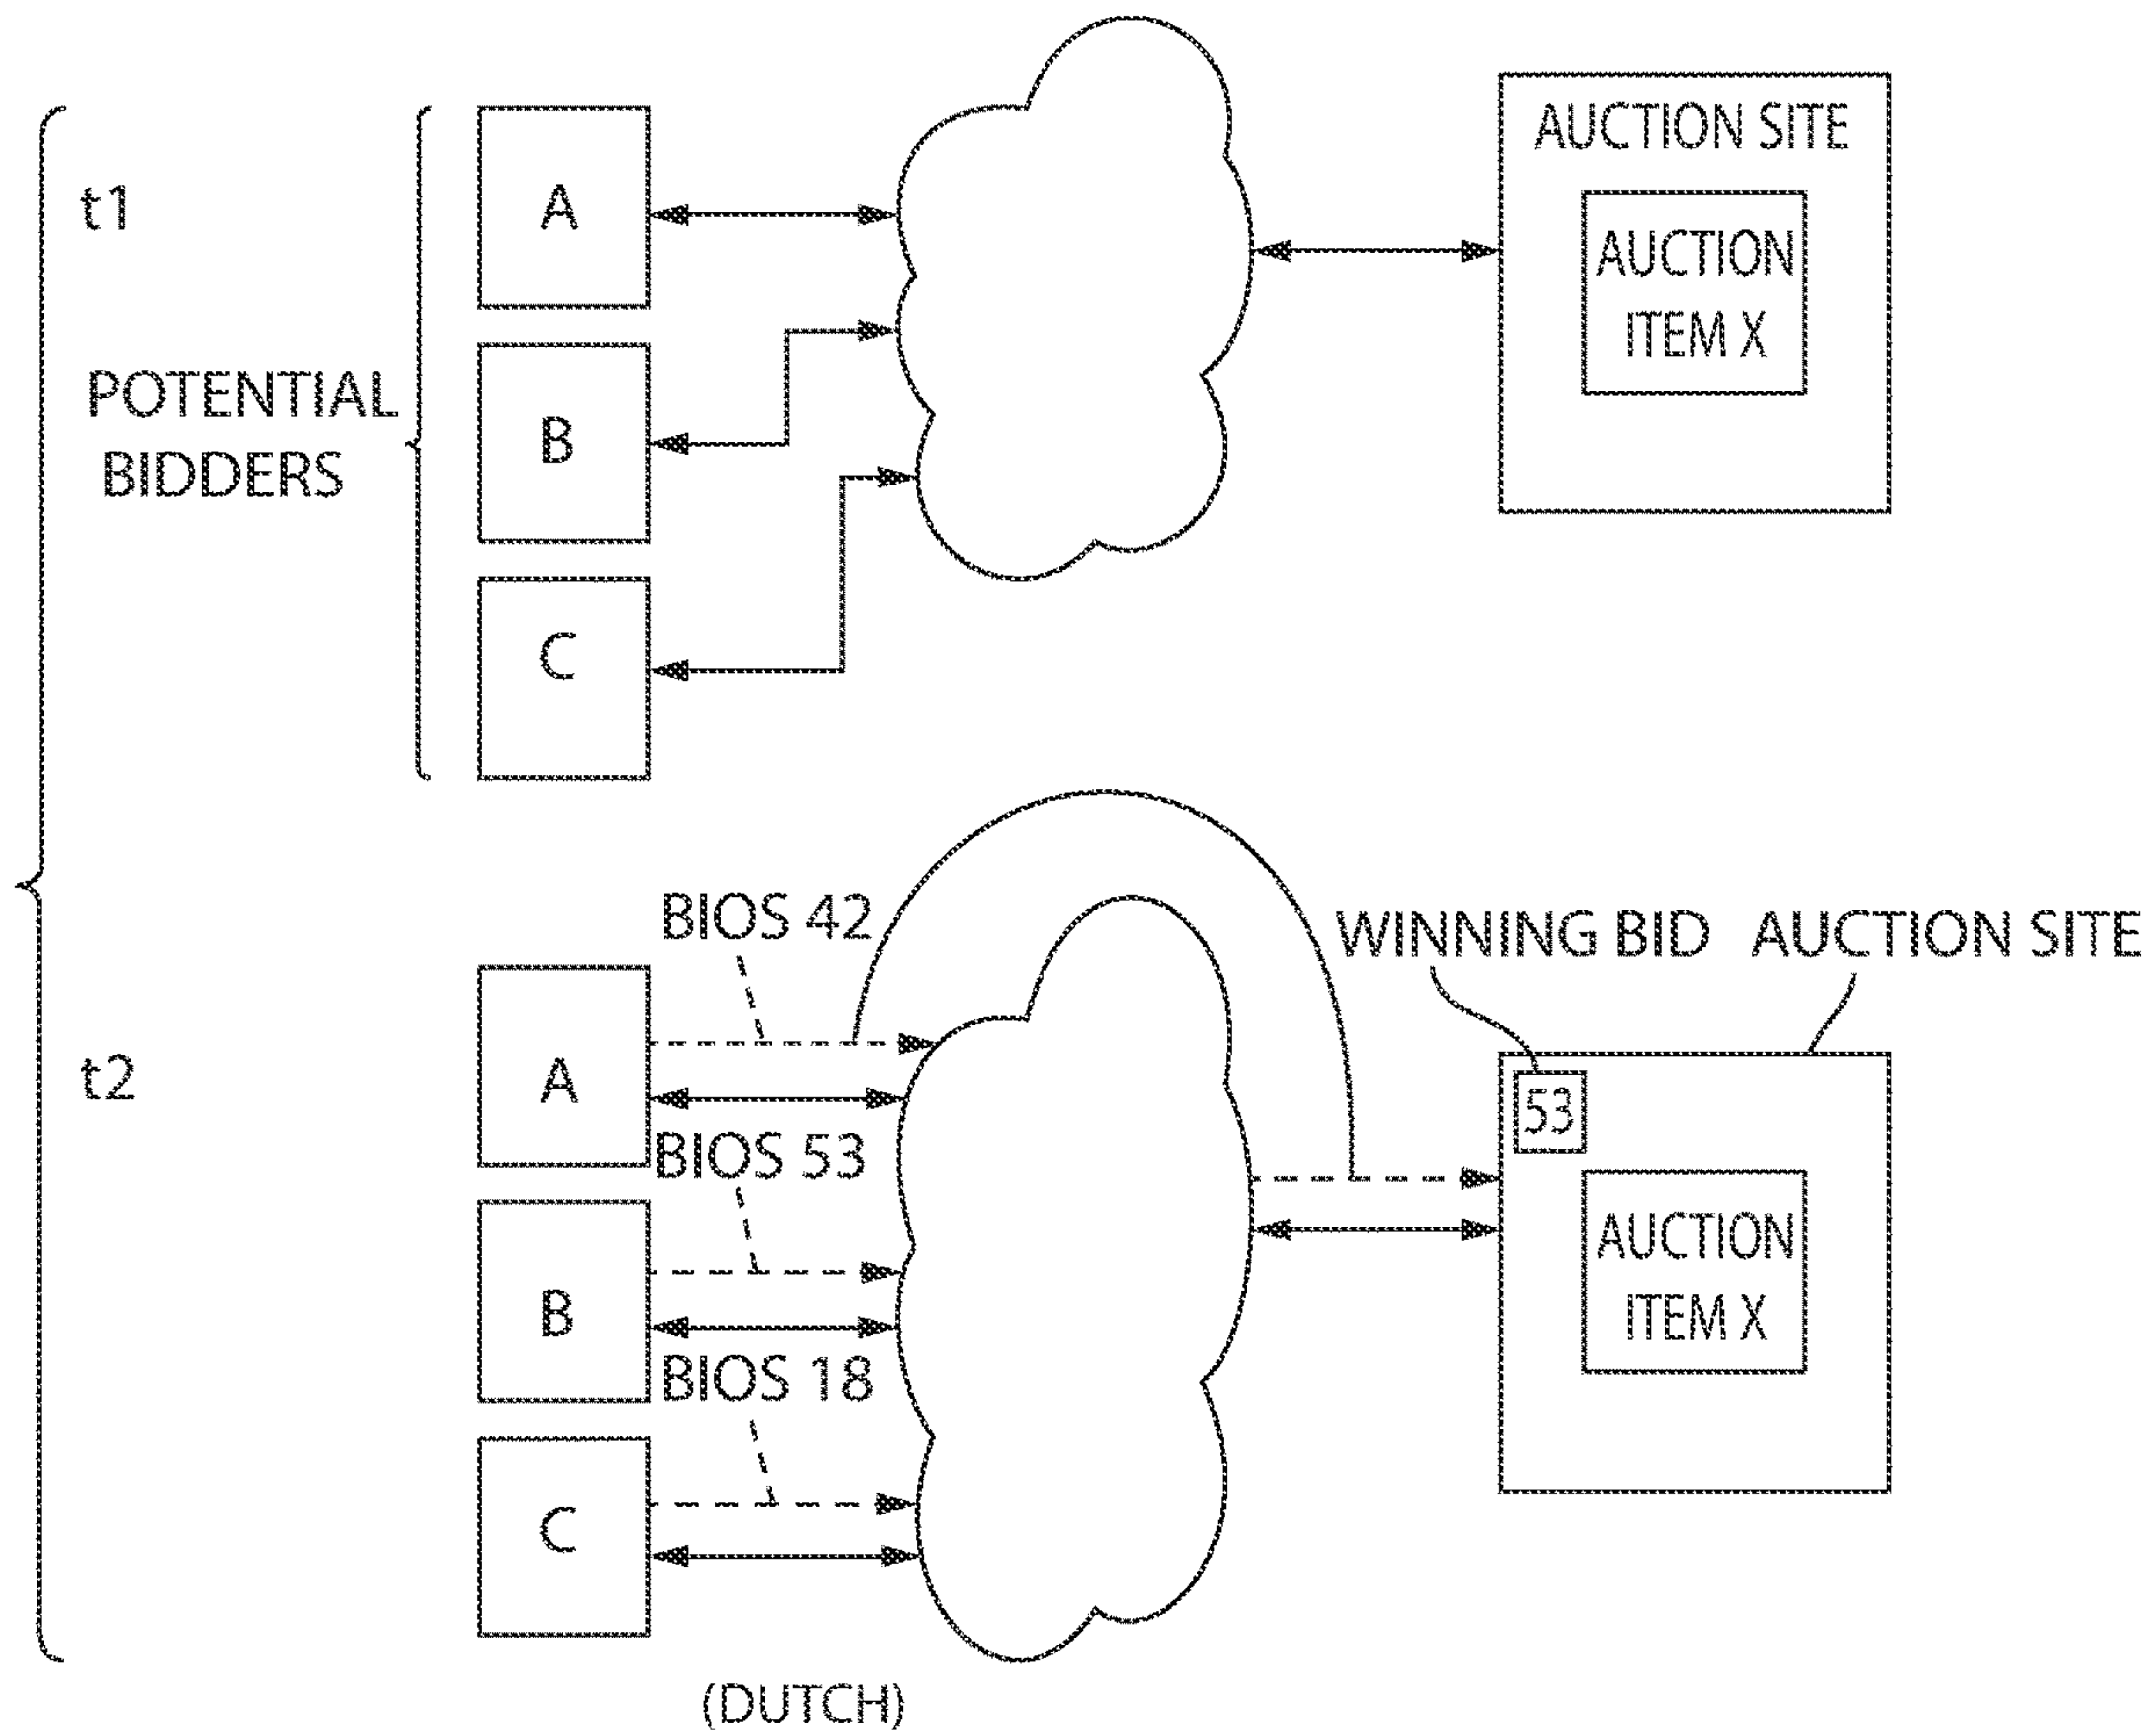 t1
POTENTIAL
BIDDERS
A
B
C
AUCTION SITE
AUCTION
ITEM X
t2
BIOS 42
A
BIOS 53
B
BIOS 18
C
WINNING BID AUCTION SITE
53
AUCTION
ITEM X
(DUTCH)